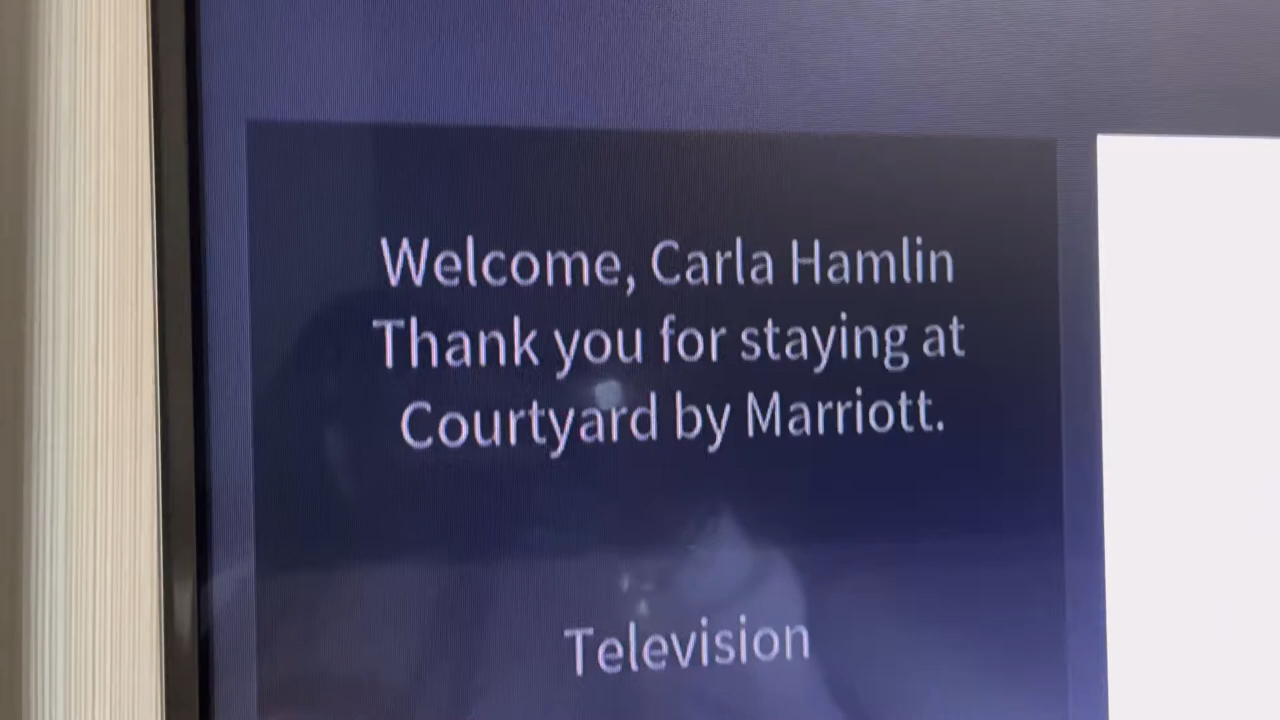 Welcome, Carla Hamlin
Thank you for staying at
Courtyard by Marriott.
Television